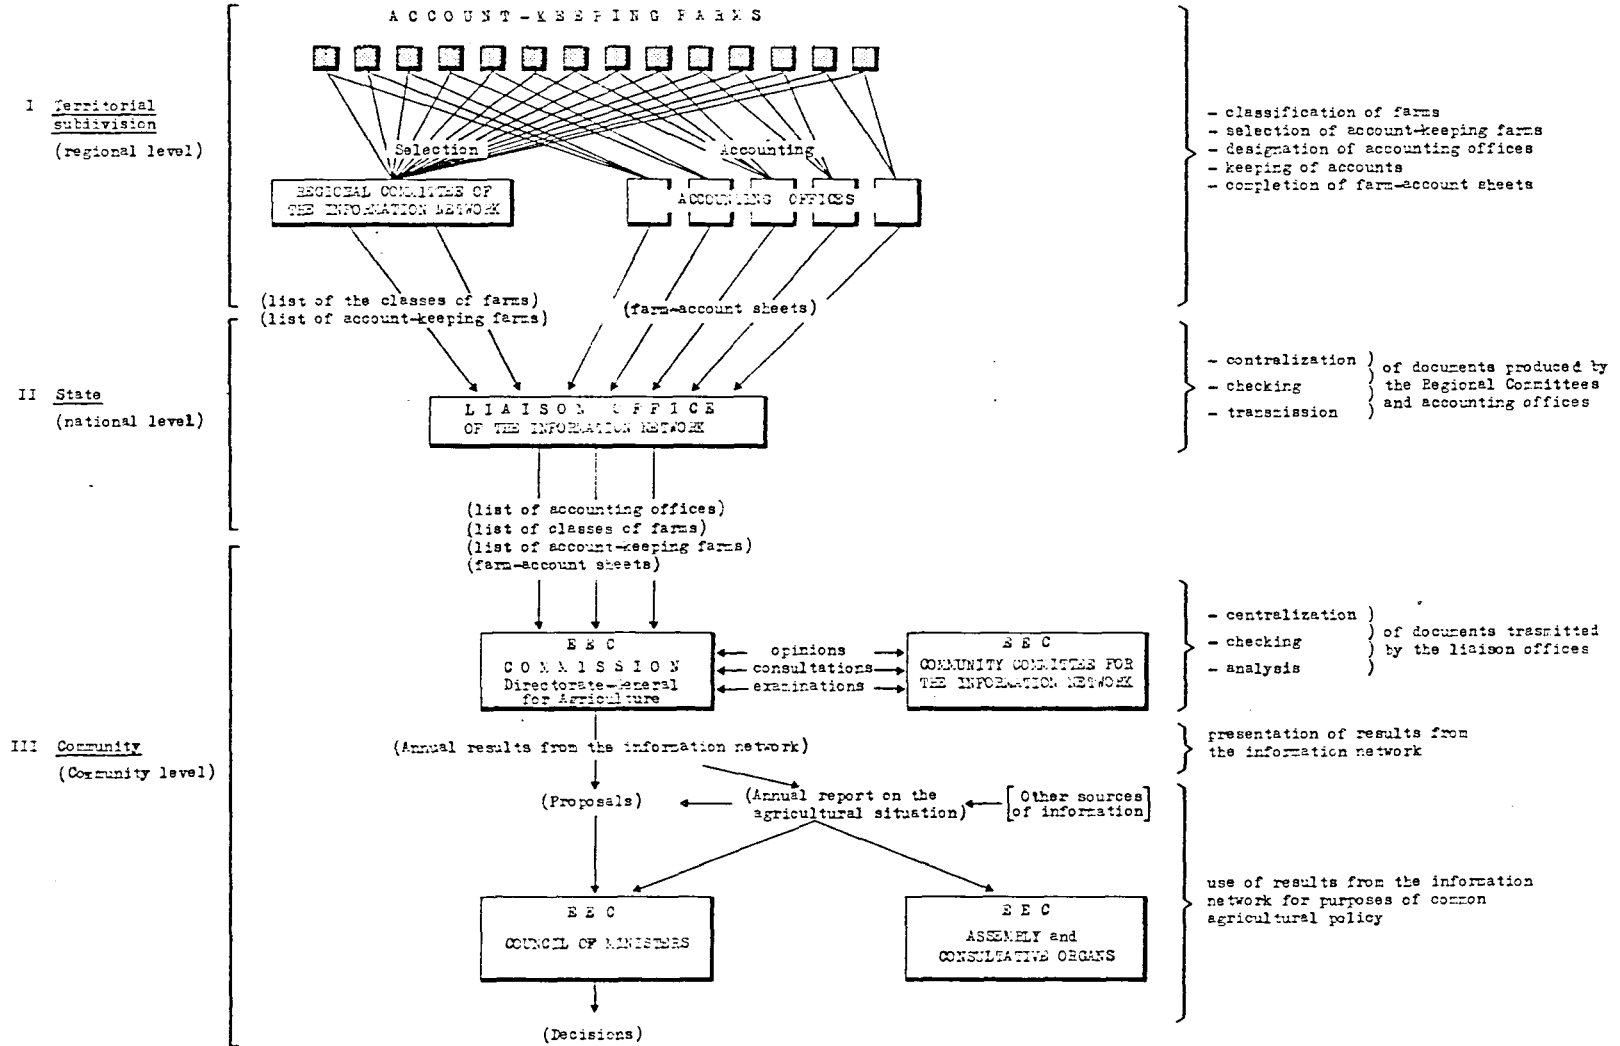 ACCOUNT-KEEPING FARMS
I Territorial
subdivision
(regional level)
Selection
Accounting
REGIONAL COMMITTEE OF
THE INFORMATION NETWORK
ACCOUNTING OFFICES
- classification of farms
- selection of account-keeping farms
- designation of accounting offices
- keeping of accounts
- completion of farm-account sheets
(list of the classes of farms)
(list of account-keeping farms)
(farm-account sheets)
II State
(national level)
LIAISON OFFICE
OF THE INFORMATION NETWORK
- contralization )
- checking )
- transmission )
of documents produced by
the Regional Committees
and accounting offices
(list of accounting offices)
(list of classes of farms)
(list of account-keeping farms)
(farm-account sheets)
III Community
(Community level)
EEC
COMMISSION
Directorate-General
for Agriculture
opinions
consultations
examinations
EEC
COMMUNITY COMMITTEE FOR
THE INFORMATION NETWORK
- centralization )
- checking )
- analysis )
of documents trasmitted
by the liaison offices
(Annual results from the information network)
presentation of results from
the information network
(Proposals)
(Annual report on the
agricultural situation)
[Other sources]
[of information]
EEC
COUNCIL OF MINISTERS
EEC
ASSEMBLY and
CONSULTATIVE ORGANS
use of results from the information
network for purposes of common
agricultural policy
(Decisions)